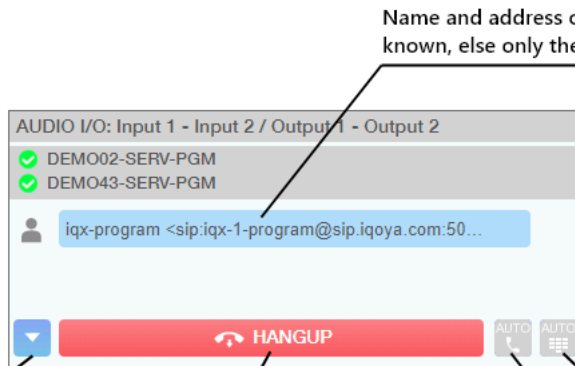 Name and address
known, else only the
AUDIO I/O: Input 1 - Input 2 / Output 1 - Output 2
DEMO02-SERV-PGM
DEMO43-SERV-PGM
iqx-program <sip:iqx-1-program@sip.iqoya.com:50...
HANGUP
AUTO AUTO